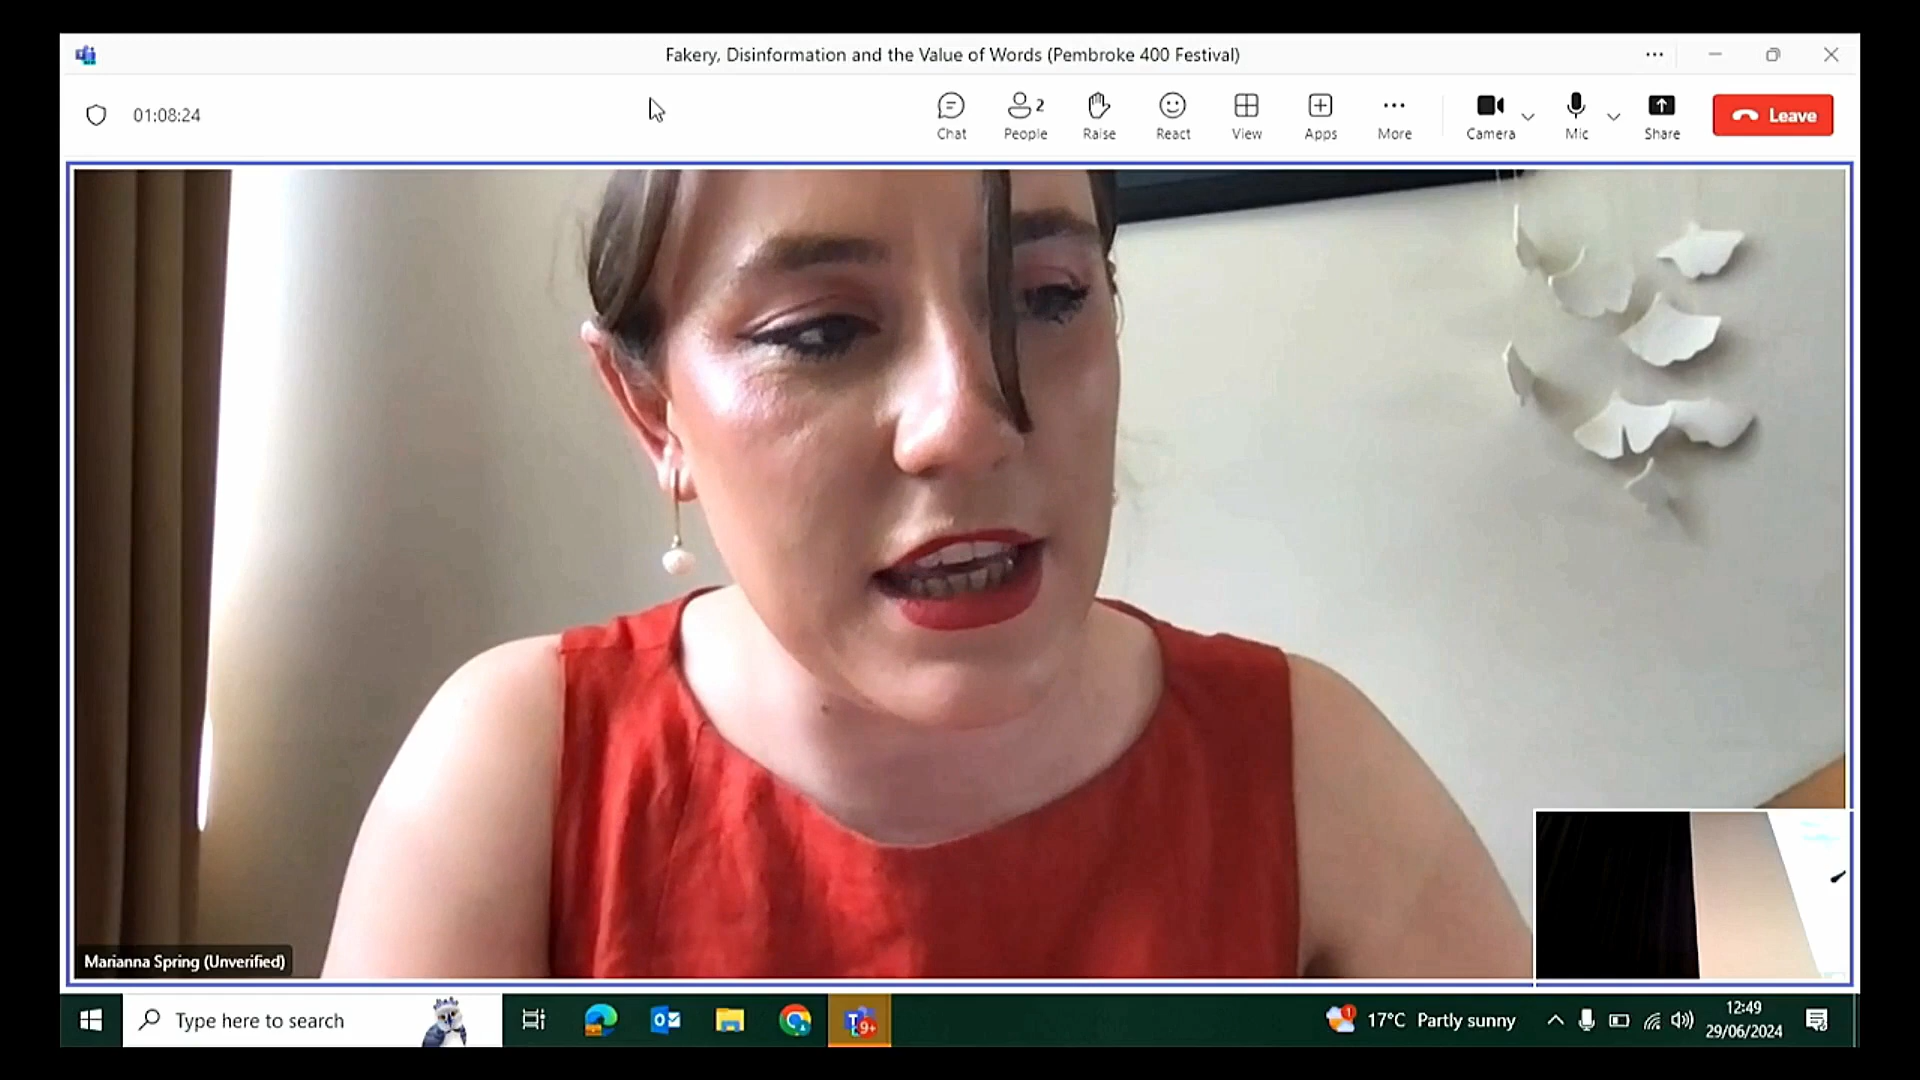 Fakery, Disinformation and the Value of Words (Pembroke 400 Festival)
01:08:24
2
Chat
People
Raise
React
View
Apps
More
Camera
Mic
Share
Leave
Marianna Spring (Unverified)
Type here to search
9+
1
17°C Partly sunny
12:49
29/06/2024